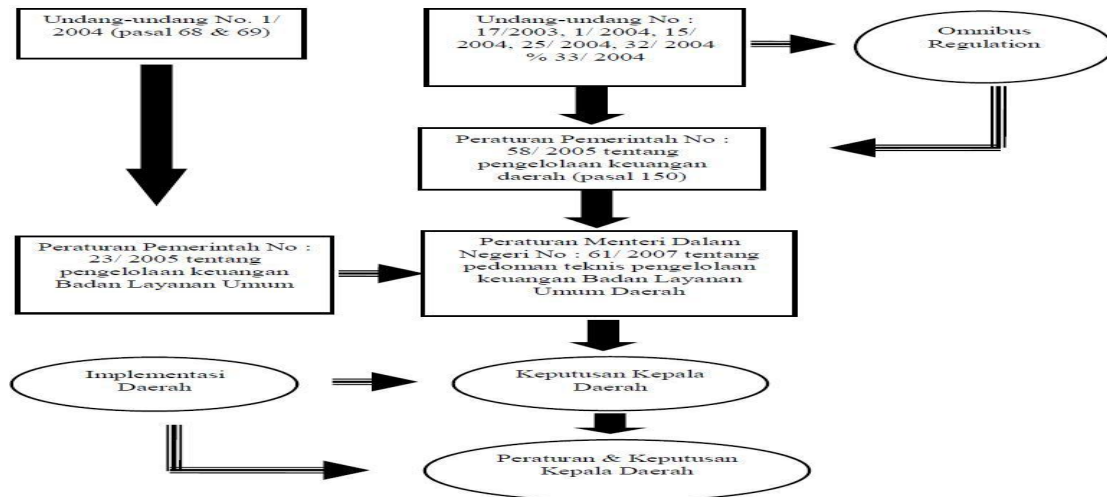 Undang-undang No. 1/
2004 (pasal 68 & 69)
Undang-undang No :
17/2003, 1/ 2004, 15/
2004, 25/ 2004, 32/ 2004
% 33/ 2004
Omnibus
Regulation
Peraturan Pemerintah No :
58/ 2005 tentang
pengelolaan keuangan
daerah (pasal 150)
Peraturan Pemerintah No :
23/ 2005 tentang
pengelolaan keuangan
Badan Layanan Umum
Peraturan Menteri Dalam
Negeri No : 61/ 2007 tentang
pedoman teknis pengelolaan
keuangan Badan Layanan
Umum Daerah
Implementasi
Daerah
Keputusan Kepala
Daerah
Peraturan & Keputusan
Kepala Daerah